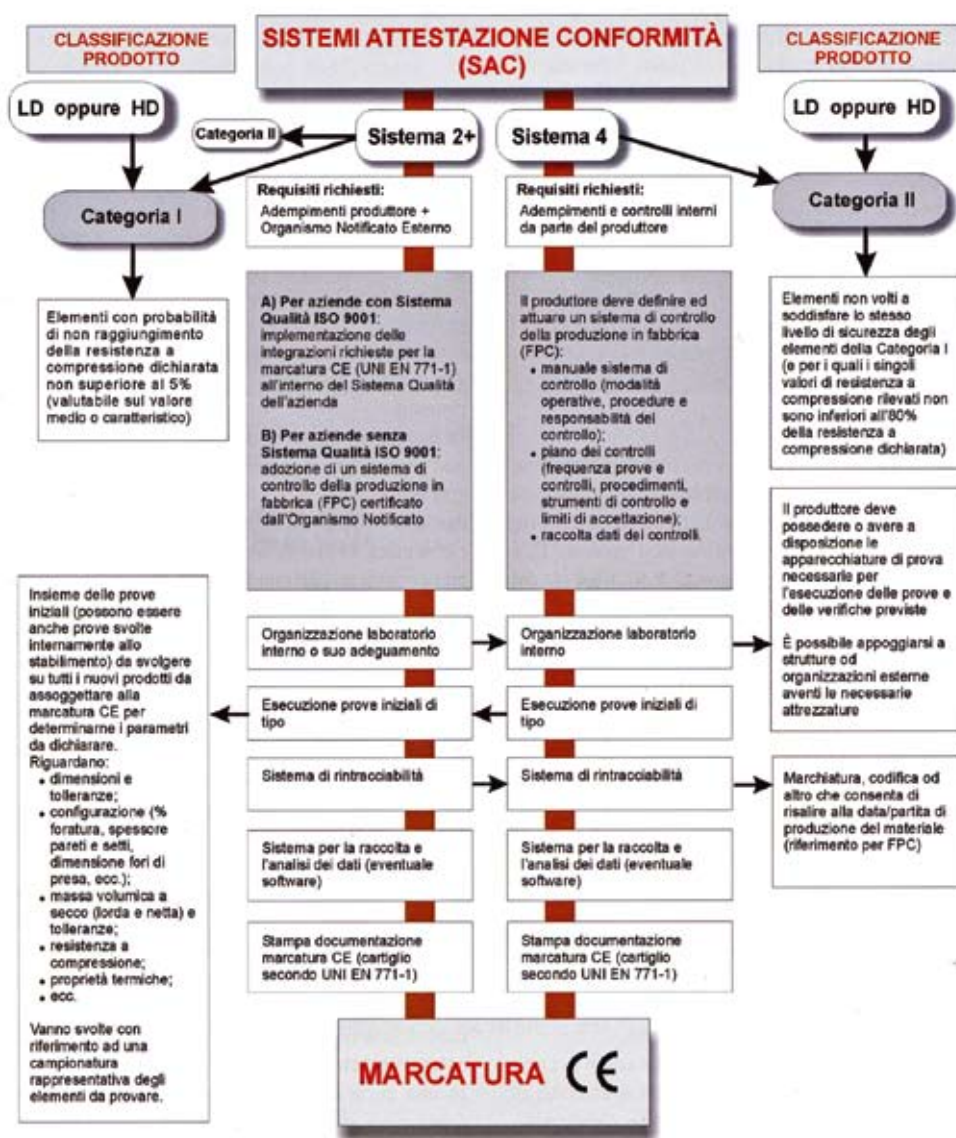 CLASSIFICAZIONE
PRODOTTO
SISTEMI ATTESTAZIONE CONFORMITÀ
(SAC)
CLASSIFICAZIONE
PRODOTTO
LD oppure HD
Categoria II
Sistema 2+
Sistema 4
LD oppure HD
Categoria I
Requisiti richiesti:
Adempimenti produttore +
Organismo Notificato Esterno
Requisiti richiesti:
Adempimenti e controlli interni
da parte del produttore
Categoria II
Elementi con probabilità
di non raggiungimento
della resistenza a
compressione dichiarata
non superiore al 5%
(valutabile sul valore
medio o caratteristico)
A) Per aziende con Sistema
Qualità ISO 9001:
implementazione delle
integrazioni richieste per la
marcatura CE (UNI EN 771-1)
all'interno del Sistema Qualità
dell'azienda
B) Per aziende senza
Sistema Qualità ISO 9001:
adozione di un sistema di
controllo della produzione in
fabbrica (FPC) certificato
dall'Organismo Notificato
Il produttore deve definire ed
attuare un sistema di controllo
della produzione in fabbrica
(FPC):
• manuale sistema di
controllo (modalità
operative, procedure e
responsabilità del
controllo);
• piano dei controlli
(frequenza prove e
controlli, procedimenti,
strumenti di controllo e
limiti di accettazione);
• raccolta dati dei controlli.
Elementi non volti a
soddisfare lo stesso
livello di sicurezza degli
elementi della Categoria I
(e per i quali i singoli
valori di resistenza a
compressione rilevati non
sono inferiori all'80%
della resistenza a
compressione dichiarata)
Il produttore deve
possedere o avere a
disposizione le
apparecchiature di prova
necessarie per
l'esecuzione delle prove e
delle verifiche previste
È possibile appoggiarsi a
strutture od
organizzazioni esterne
aventi le necessarie
attrezzature
Insieme delle prove
iniziali (possono essere
anche prove svolte
internamente allo
stabilimento) da svolgere
su tutti i nuovi prodotti da
assoggettare alla
marcatura CE per
determinarne i parametri
da dichiarare.
Riguardano:
• dimensioni e
tolleranze;
• configurazione (%
foratura, spessore
pareti e setti,
dimensione fori di
presa, ecc.);
• massa volumica a
secco (lorda e netta) e
tolleranze;
• resistenza a
compressione;
• proprietà termiche;
• ecc.
Vanno svolte con
riferimento ad una
campionatura
rappresentativa degli
elementi da provare.
Organizzazione laboratorio
interno o suo adeguamento
Organizzazione laboratorio
interno
Esecuzione prove iniziali di
tipo
Esecuzione prove iniziali di
tipo
Sistema di rintracciabilità
Sistema di rintracciabilità
Marchiatura, codifica od
altro che consenta di
risalire alla data/partita di
produzione del materiale
(riferimento per FPC)
Sistema per la raccolta e
l'analisi dei dati (eventuale
software)
Sistema per la raccolta e
l'analisi dei dati (eventuale
software)
Stampa documentazione
marcatura CE (cartiglio
secondo UNI EN 771-1)
Stampa documentazione
marcatura CE (cartiglio
secondo UNI EN 771-1)
MARCATURA CE